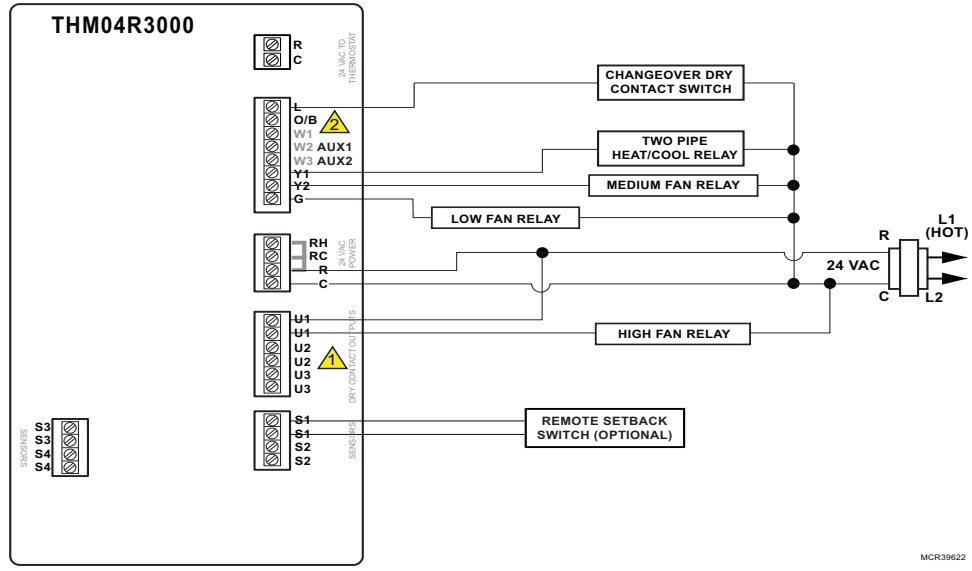 THM04R3000
R
C
24 VAC TO
THERMOSTAT
L
O/B
2
W1
W2 AUX1
W3 AUX2
Y1
Y2
G
CHANGEOVER DRY
CONTACT SWITCH
TWO PIPE
HEAT/COOL RELAY
MEDIUM FAN RELAY
LOW FAN RELAY
RH
RC
R
C
24 VAC
POWER
R
24 VAC
C
L1
(HOT)
L2
U1
U1
U2
U2
U3
U3
1
DRY CONTACT OUTPUTS
HIGH FAN RELAY
S1
S1
S2
S2
SENSORS
REMOTE SETBACK
SWITCH (OPTIONAL)
SENSORS
S3
S3
S4
S4
MCR39622